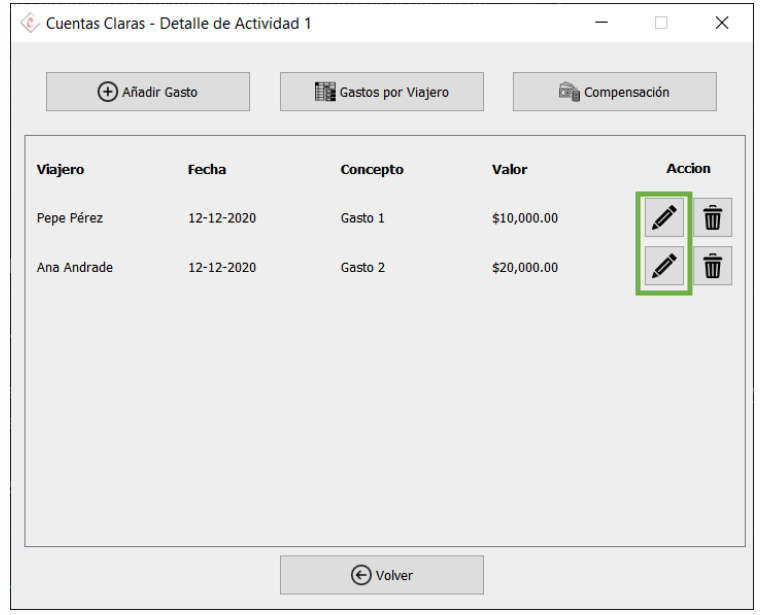 Cuentas Claras - Detalle de Actividad 1
Añadir Gasto Gastos por Viajero Compensación
Viajero Fecha Concepto Valor Accion
Pepe Pérez 12-12-2020 Gasto 1 $10,000.00
Ana Andrade 12-12-2020 Gasto 2 $20,000.00
Volver